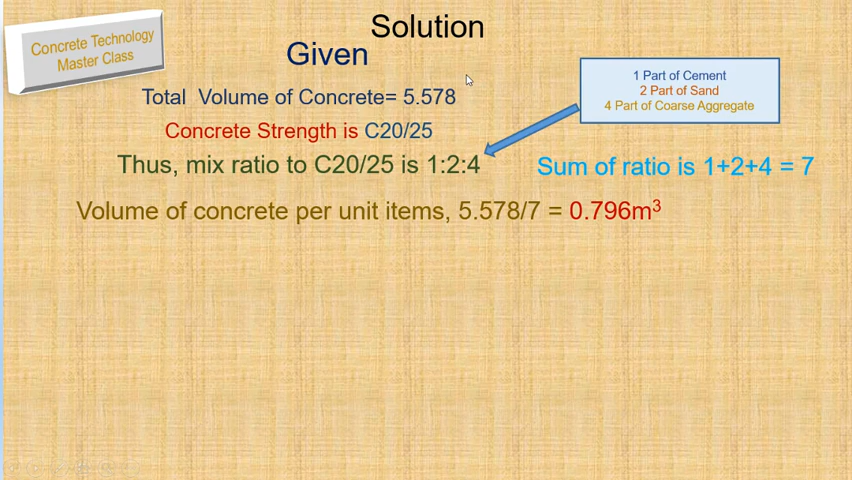 Solution
Concrete Technology
Master Class
Given
1 Part of Cement
2 Part of Sand
4 Part of Coarse Aggregate
Total Volume of Concrete= 5.578
Concrete Strength is C20/25
Thus, mix ratio to C20/25 is 1:2:4
Sum of ratio is 1+2+4 = 7
Volume of concrete per unit items, 5.578/7 = 0.796m³